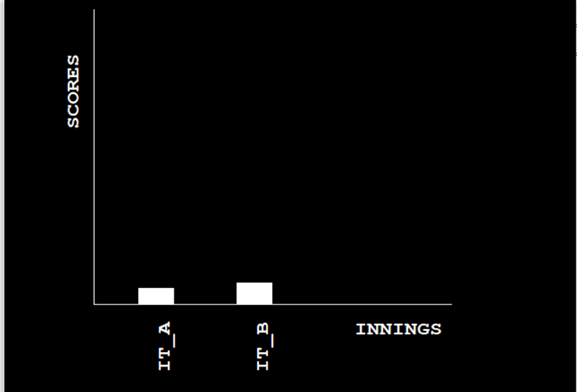 SCORES
IT_A
IT_B
INNINGS